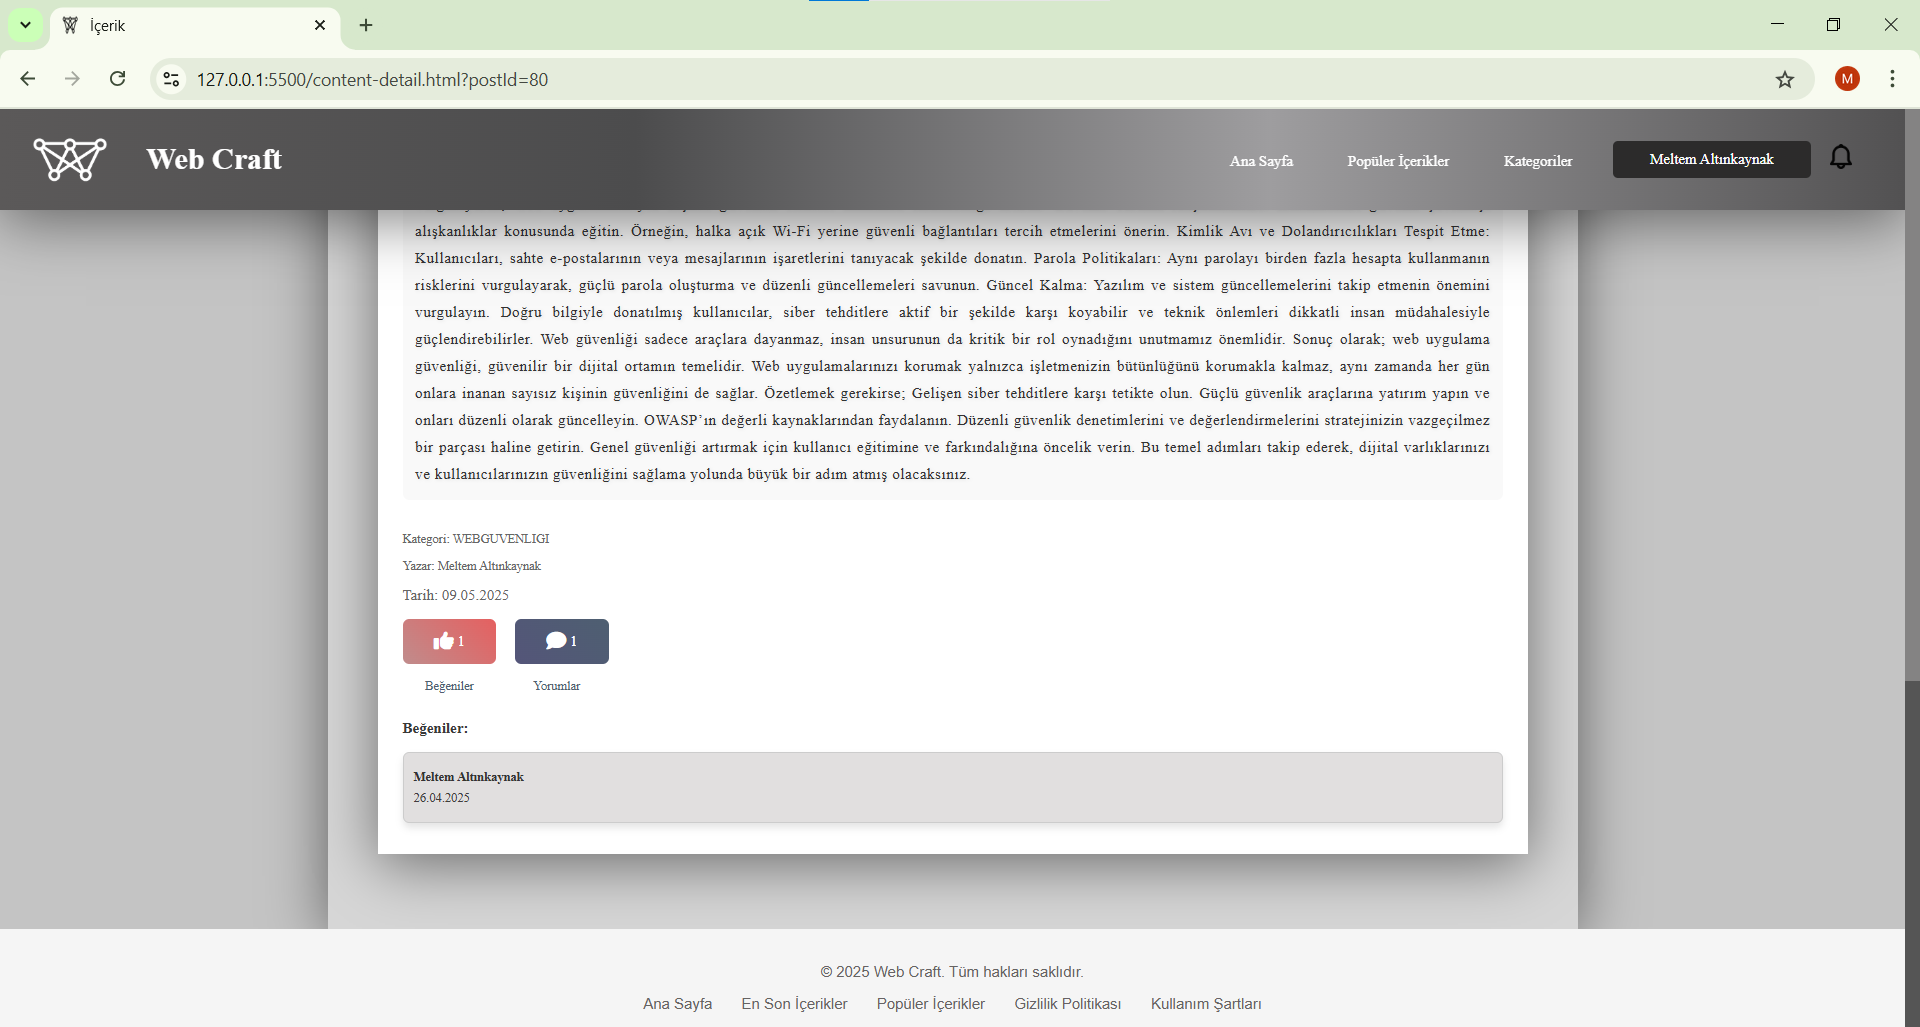 İçerik
127.0.0.1:5500/content-detail.html?postId=80
M
Web Craft
Ana Sayfa
Popüler İçerikler
Kategoriler
Meltem Altınkaynak
alışkanlıklar konusunda eğitin. Örneğin, halka açık Wi-Fi yerine güvenli bağlantıları tercih etmelerini önerin. Kimlik Avı ve Dolandırıcılıkları Tespit Etme:
Kullanıcıları, sahte e-postalarının veya mesajlarının işaretlerini tanıyacak şekilde donatın. Parola Politikaları: Aynı parolayı birden fazla hesapta kullanmanın
risklerini vurgulayarak, güçlü parola oluşturma ve düzenli güncellemeleri savunun. Güncel Kalma: Yazılım ve sistem güncellemelerini takip etmenin önemini
vurgulayın. Doğru bilgiyle donatılmış kullanıcılar, siber tehditlere aktif bir şekilde karşı koyabilir ve teknik önlemleri dikkatli insan müdahalesiyle
güçlendirebilirler. Web güvenliği sadece araçlara dayanmaz, insan unsurunun da kritik bir rol oynadığını unutmamız önemlidir. Sonuç olarak; web uygulama
güvenliği, güvenilir bir dijital ortamın temelidir. Web uygulamalarınızı korumak yalnızca işletmenizin bütünlüğünü korumakla kalmaz, aynı zamanda her gün
onlara inanan sayısız kişinin güvenliğini de sağlar. Özetlemek gerekirse; Gelişen siber tehditlere karşı tetikte olun. Güçlü güvenlik araçlarına yatırım yapın ve
onları düzenli olarak güncelleyin. OWASP’ın değerli kaynaklarından faydalanın. Düzenli güvenlik denetimlerini ve değerlendirmelerini stratejinizin vazgeçilmez
bir parçası haline getirin. Genel güvenliği artırmak için kullanıcı eğitimine ve farkındalığına öncelik verin. Bu temel adımları takip ederek, dijital varlıklarınızı
ve kullanıcılarınızın güvenliğini sağlama yolunda büyük bir adım atmış olacaksınız.
Kategori: WEBGUVENLIGI
Yazar: Meltem Altınkaynak
Tarih: 09.05.2025
1
1
Beğeniler
Yorumlar
Beğeniler:
Meltem Altınkaynak
26.04.2025
© 2025 Web Craft. Tüm hakları saklıdır.
Ana Sayfa
En Son İçerikler
Popüler İçerikler
Gizlilik Politikası
Kullanım Şartları